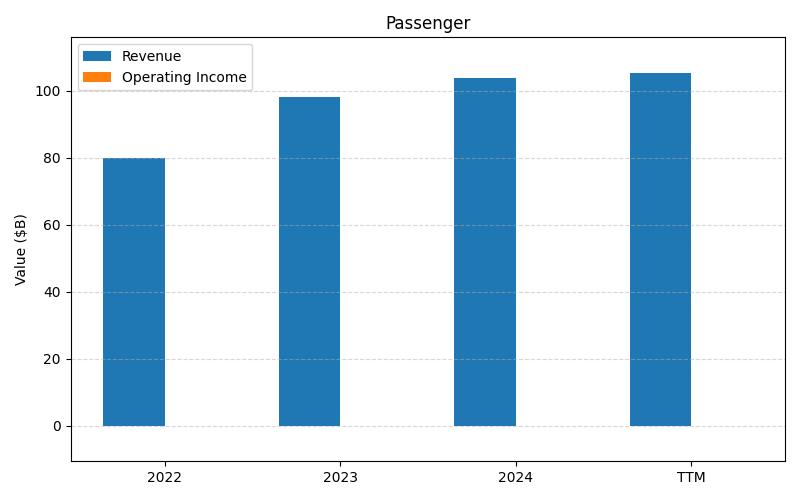 Passenger
Revenue
Operating Income
Value ($B)
100
80
60
40
20
0
2022 2023 2024 TTM